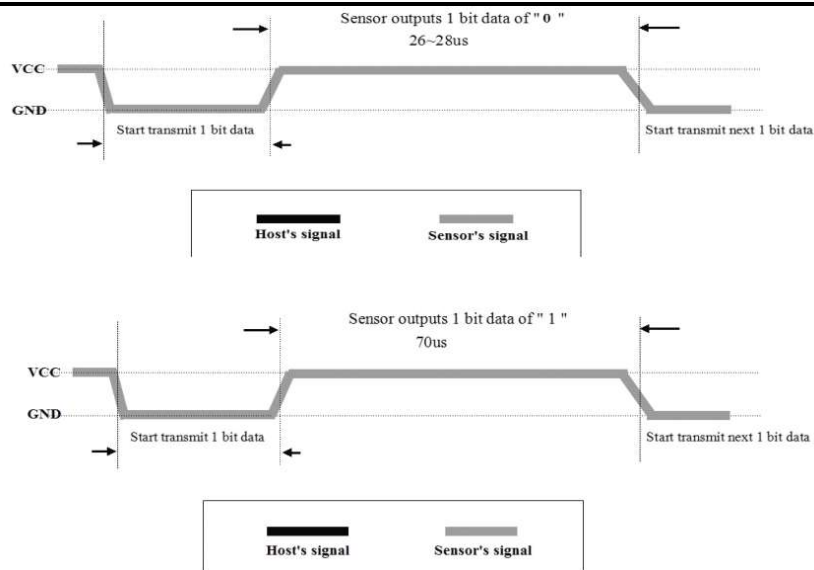 Sensor outputs 1 bit data of " 0 "
26~28us
VCC
GND
Start transmit 1 bit data
Start transmit next 1 bit data
Host's signal
Sensor's signal
Sensor outputs 1 bit data of " 1 "
70us
VCC
GND
Start transmit 1 bit data
Start transmit next 1 bit data
Host's signal
Sensor's signal